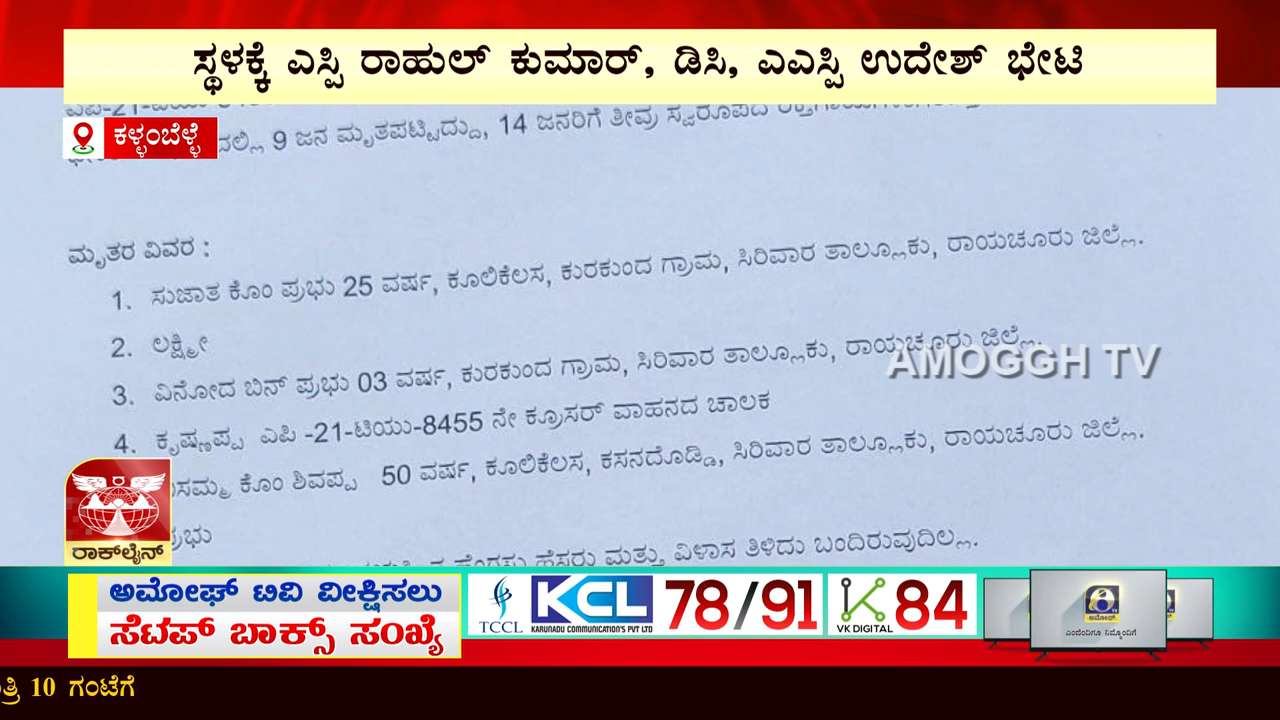 ಸ್ಥಳಕ್ಕೆ ಎಸ್ಪಿ ರಾಹುಲ್ ಕುಮಾರ್, ಡಿಸಿ, ಎಎಸ್ಪಿ ಉದೇಶ್ ಭೇಟಿ
ಕಳ್ಳಂಬೆಳ್ಳೆ
9 ಜನ ಮೃತಪಟ್ಟಿದ್ದು, 14 ಜನರಿಗೆ ತೀವ್ರ ಸ್ವರೂಪದ
ಮೃತರ ವಿವರ :
1. ಸುಜಾತ ಕೊಂ ಪ್ರಭು 25 ವರ್ಷ, ಕೂಲಿಕೆಲಸ, ಕುರಕುಂದ ಗ್ರಾಮ, ಸಿರಿವಾರ ತಾಲ್ಲೂಕು, ರಾಯಚೂರು ಜಿಲ್ಲೆ.
2. ಲಕ್ಷ್ಮೀ
3. ವಿನೋದ ಬಿನ್ ಪ್ರಭು 03 ವರ್ಷ, ಕುರಕುಂದ ಗ್ರಾಮ, ಸಿರಿವಾರ ತಾಲ್ಲೂಕು, ರಾಯಚೂರು ಜಿಲ್ಲೆ.
AMOGGH TV
4. ಕೃಷ್ಣಪ್ಪ ಎಪಿ -21-ಟಿಯು-8455 ನೇ ಕ್ರೂಸರ್ ವಾಹನದ ಚಾಲಕ
ಕೊಂ ಶಿವಪ್ಪ 50 ವರ್ಷ, ಕೂಲಿಕೆಲಸ, ಕಸನದೊಡ್ಡಿ, ಸಿರಿವಾರ ತಾಲ್ಲೂಕು, ರಾಯಚೂರು ಜಿಲ್ಲೆ.
ಹೆಸರು ಮತ್ತು ವಿಳಾಸ ತಿಳಿದು ಬಂದಿರುವುದಿಲ್ಲ.
ರಾಕ್‌ಲೈನ್
ಅಮೋಘ್ ಟಿವಿ ವೀಕ್ಷಿಸಲು
ಸೆಟಪ್ ಬಾಕ್ಸ್ ಸಂಖ್ಯೆ
TCCL
KCL
KARUNADU COMMUNICATION'S PVT LTD
78/91
VK DIGITAL
84
ಅಮೋಘ್
ಎಂದೆಂದಿಗೂ ನಿಮ್ಮೊಂದಿಗೆ
10 ಗಂಟೆಗೆ